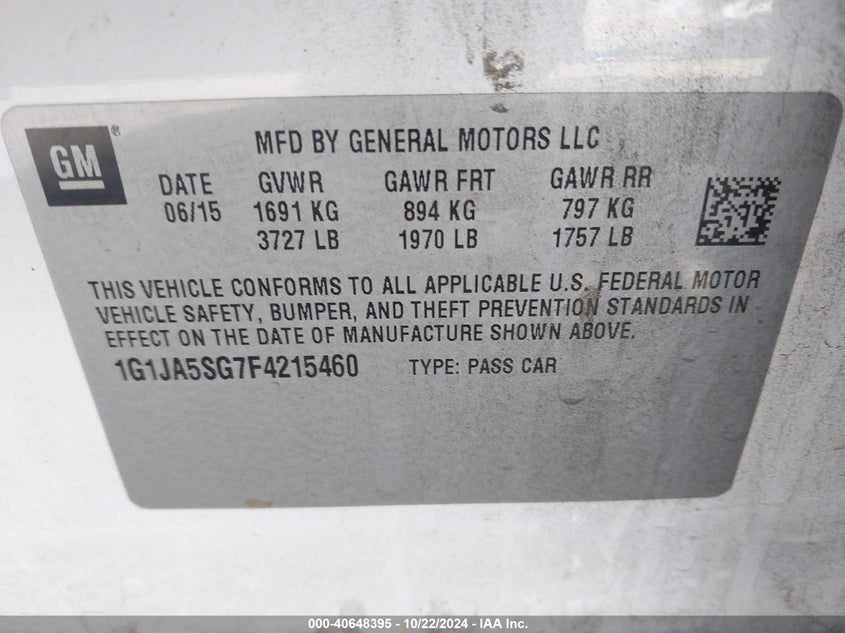 GM®
MFD BY GENERAL MOTORS LLC
DATE GVWR GAWR FRT GAWR RR
06/15 1691 KG 894 KG 797 KG
3727 LB 1970 LB 1757 LB
THIS VEHICLE CONFORMS TO ALL APPLICABLE U.S. FEDERAL MOTOR
VEHICLE SAFETY, BUMPER, AND THEFT PREVENTION STANDARDS IN
EFFECT ON THE DATE OF MANUFACTURE SHOWN ABOVE.
1G1JA5SG7F4215460 TYPE: PASS CAR
000-40648395 - 10/22/2024 - IAA Inc.